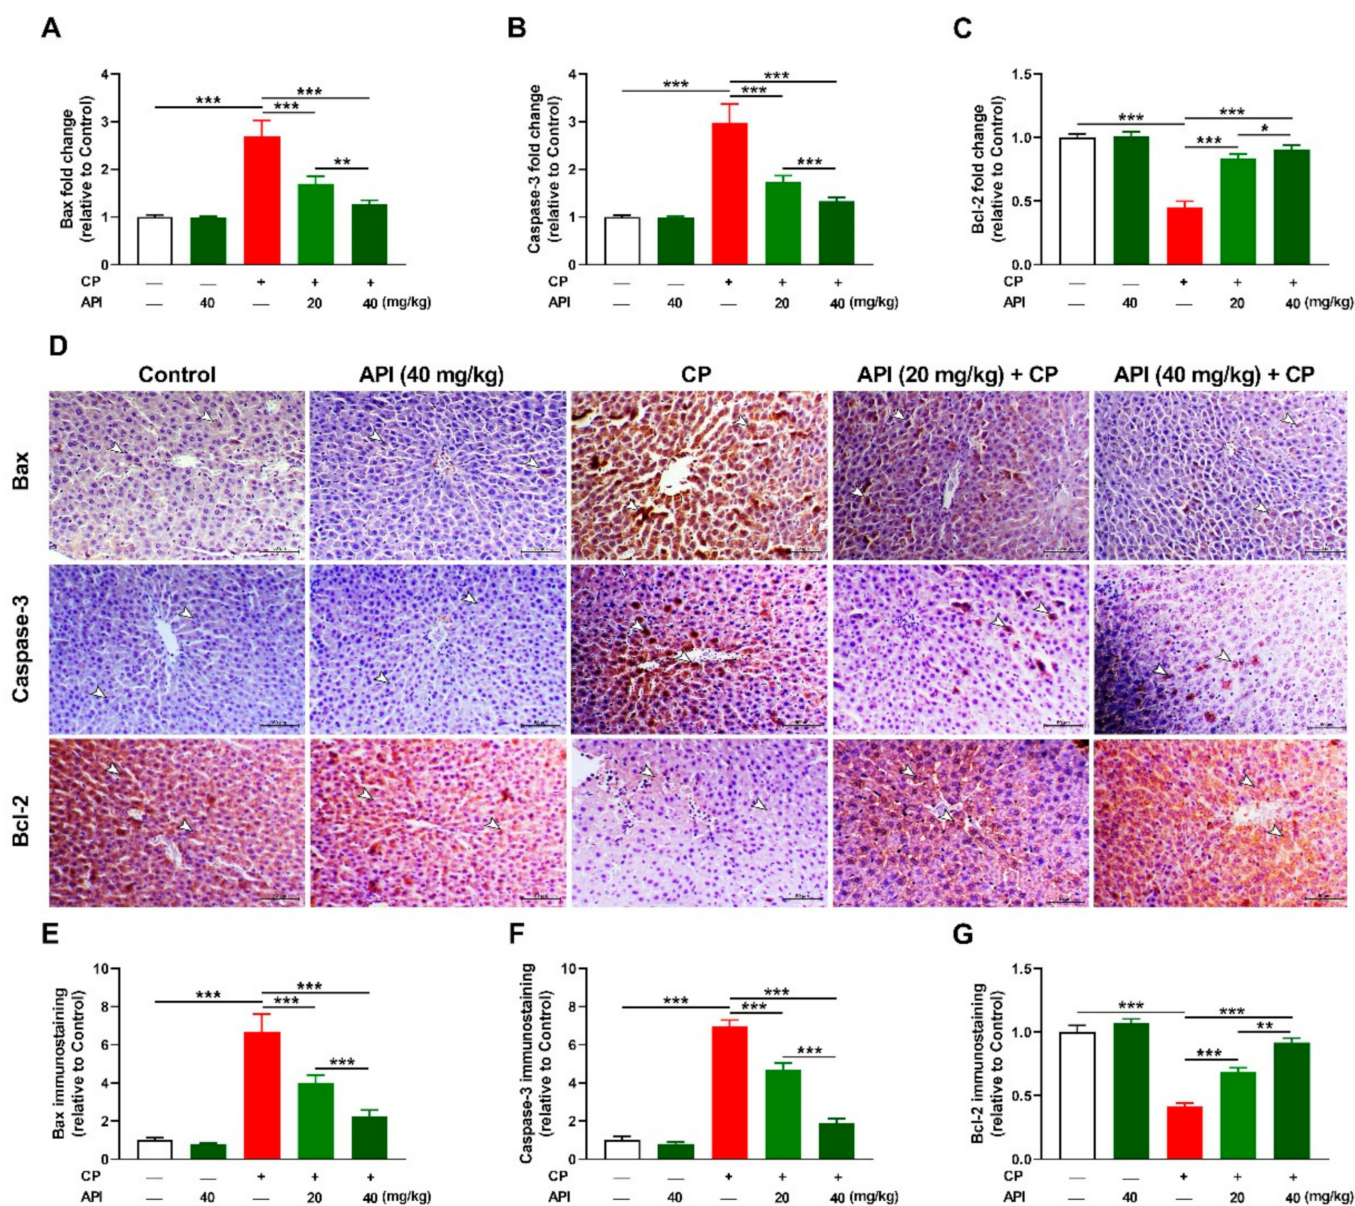 A
B
C
Bax fold change
(relative to Control)
4
3
2
1
0
***
***
***
**
CP — — + + +
API — 40 — 20 40 (mg/kg)
Caspase-3 fold change
(relative to Control)
4
3
2
1
0
***
***
***
***
CP — — + + +
API — 40 — 20 40 (mg/kg)
Bcl-2 fold change
(relative to Control)
1.5
1.0
0.5
0.0
***
***
***
*
CP — — + + +
API — 40 — 20 40 (mg/kg)
D
Control
API (40 mg/kg)
CP
API (20 mg/kg) + CP
API (40 mg/kg) + CP
Bax
Caspase-3
Bcl-2
E
F
G
Bax immunostaining
(relative to Control)
10
8
6
4
2
0
***
***
***
***
CP — — + + +
API — 40 — 20 40 (mg/kg)
Caspase-3 immunostaining
(relative to Control)
10
8
6
4
2
0
***
***
***
***
CP — — + + +
API — 40 — 20 40 (mg/kg)
Bcl-2 immunostaining
(relative to Control)
1.5
1.0
0.5
0.0
***
***
***
**
CP — — + + +
API — 40 — 20 40 (mg/kg)